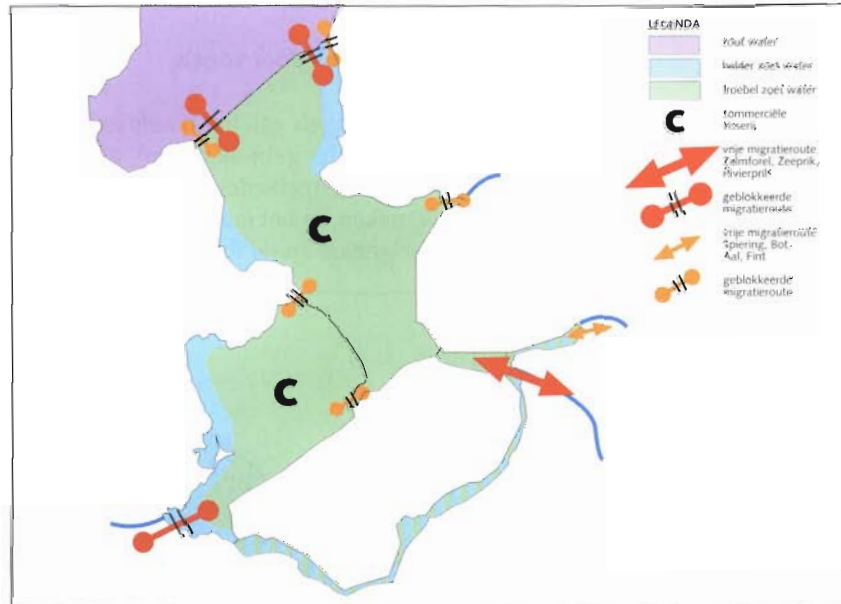 LEGENDA
zout water
helder zoet water
troebel zoet water
C
commerciële
visserij
vrije migratieroute
Zalmforel, Zeeprik,
Rivierprik
geblokkeerde
migratieroute
vrije migratieroute
Spiering, Bot,
Aal, Fint
geblokkeerde
migratieroute
C
C